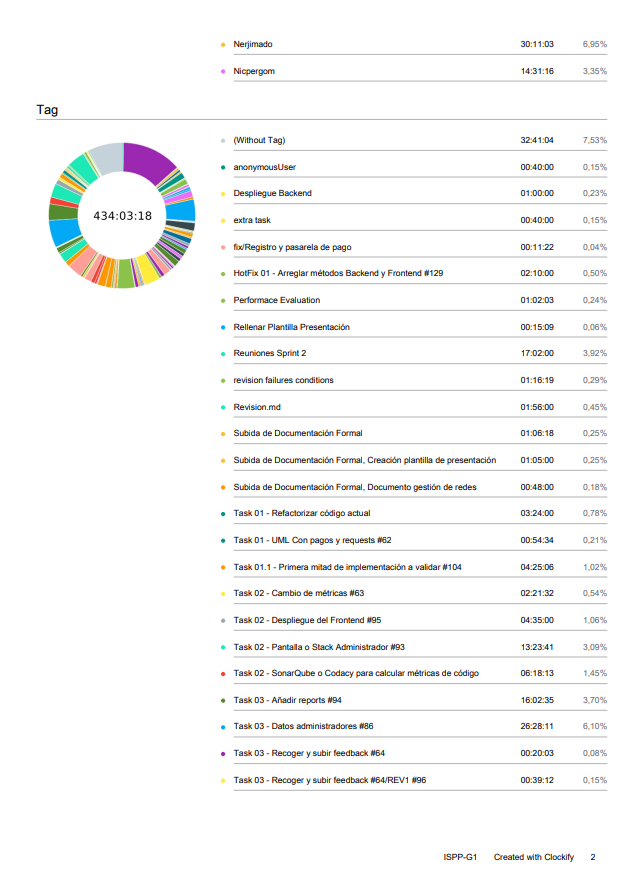 Nerjimado 30:11:03 6,95%
Nicpergom 14:31:16 3,35%
Tag
434:03:18
(Without Tag) 32:41:04 7,53%
anonymousUser 00:40:00 0,15%
Despliegue Backend 01:00:00 0,23%
extra task 00:40:00 0,15%
fix/Registro y pasarela de pago 00:11:22 0,04%
HotFix 01 - Arreglar métodos Backend y Frontend #129 02:10:00 0,50%
Performace Evaluation 01:02:03 0,24%
Rellenar Plantilla Presentación 00:15:09 0,06%
Reuniones Sprint 2 17:02:00 3,92%
revision failures conditions 01:16:19 0,29%
Revision.md 01:56:00 0,45%
Subida de Documentación Formal 01:06:18 0,25%
Subida de Documentación Formal, Creación plantilla de presentación 01:05:00 0,25%
Subida de Documentación Formal, Documento gestión de redes 00:48:00 0,18%
Task 01 - Refactorizar código actual 03:24:00 0,78%
Task 01 - UML Con pagos y requests #62 00:54:34 0,21%
Task 01.1 - Primera mitad de implementación a validar #104 04:25:06 1,02%
Task 02 - Cambio de métricas #63 02:21:32 0,54%
Task 02 - Despliegue del Frontend #95 04:35:00 1,06%
Task 02 - Pantalla o Stack Administrador #93 13:23:41 3,09%
Task 02 - SonarQube o Codacy para calcular métricas de código 06:18:13 1,45%
Task 03 - Añadir reports #94 16:02:35 3,70%
Task 03 - Datos administradores #86 26:28:11 6,10%
Task 03 - Recoger y subir feedback #64 00:20:03 0,08%
Task 03 - Recoger y subir feedback #64/REV1 #96 00:39:12 0,15%
ISPP-G1 Created with Clockify 2